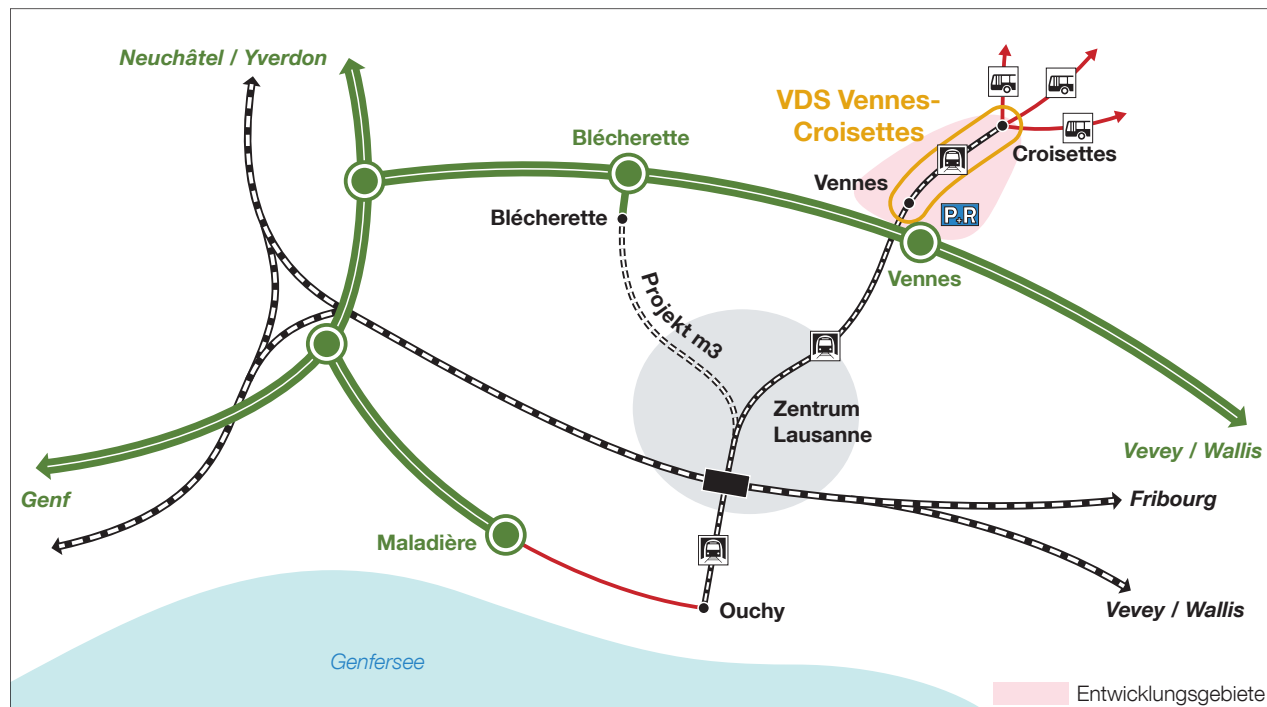 Neuchâtel / Yverdon
VDS Vennes-
Croisettes
Blécherette
Croisettes
Vennes
Blécherette
P+R
Vennes
Projekt m3
Zentrum
Lausanne
Vevey / Wallis
Genf
Fribourg
Maladière
Ouchy
Vevey / Wallis
Genfersee
Entwicklungsgebiete